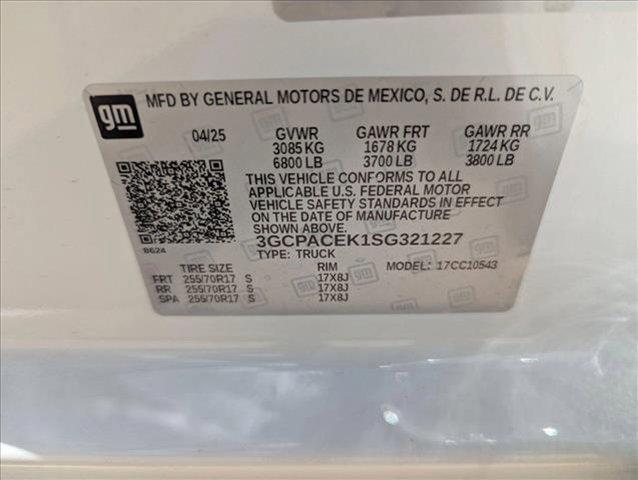 gm MFD BY GENERAL MOTORS DE MEXICO, S. DE R.L. DE C.V.
04/25 GVWR GAWR FRT GAWR RR
3085 KG 1678 KG 1724 KG
6800 LB 3700 LB 3800 LB
THIS VEHICLE CONFORMS TO ALL
APPLICABLE U.S. FEDERAL MOTOR
VEHICLE SAFETY STANDARDS IN EFFECT
ON THE DATE OF MANUFACTURE
SHOWN ABOVE.
8624 3GCPACEK1SG321227
TYPE: TRUCK MODEL: 17CC10543
TIRE SIZE RIM
FRT 255/70R17 S 17X8J
RR 255/70R17 S 17X8J
SPA 255/70R17 S 17X8J